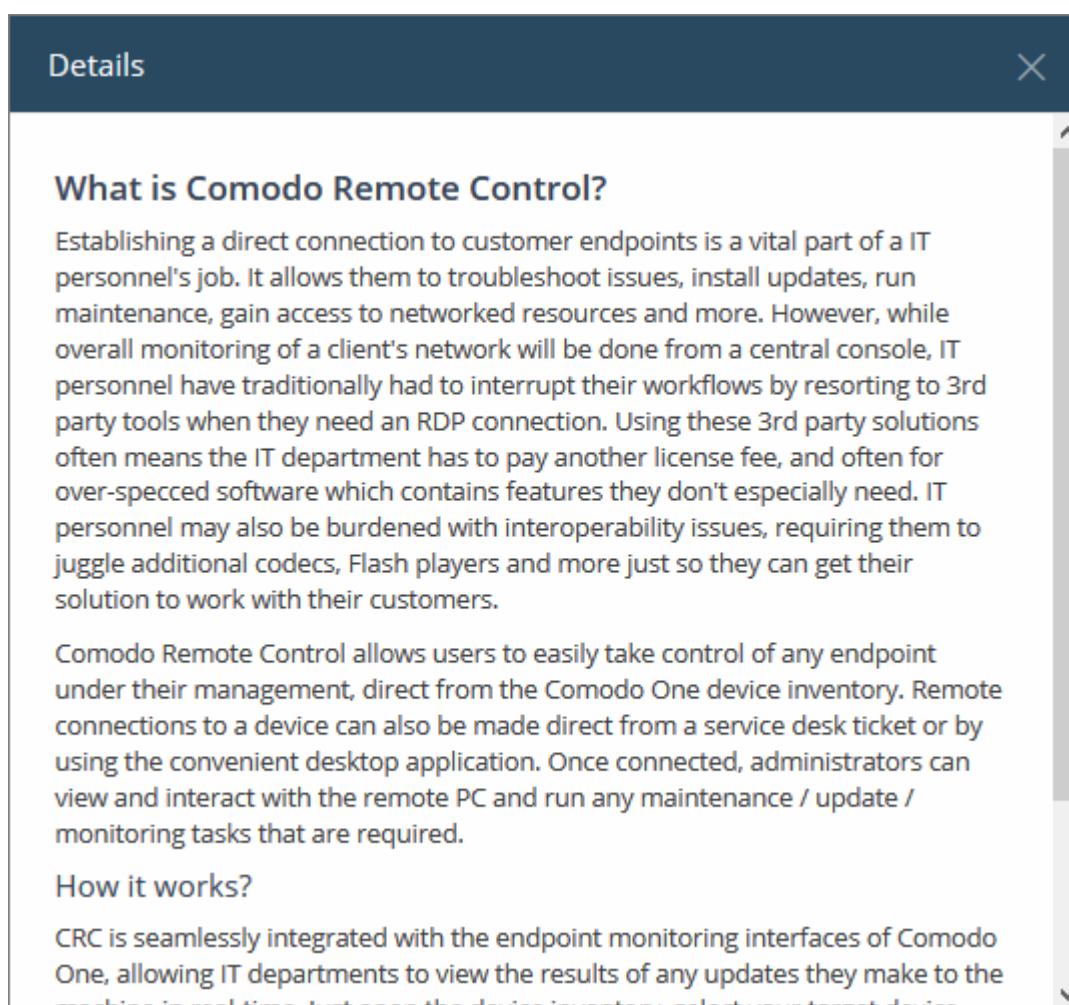 Details
What is Comodo Remote Control?
Establishing a direct connection to customer endpoints is a vital part of a IT
personnel's job. It allows them to troubleshoot issues, install updates, run
maintenance, gain access to networked resources and more. However, while
overall monitoring of a client's network will be done from a central console, IT
personnel have traditionally had to interrupt their workflows by resorting to 3rd
party tools when they need an RDP connection. Using these 3rd party solutions
often means the IT department has to pay another license fee, and often for
over-specced software which contains features they don't especially need. IT
personnel may also be burdened with interoperability issues, requiring them to
juggle additional codecs, Flash players and more just so they can get their
solution to work with their customers.
Comodo Remote Control allows users to easily take control of any endpoint
under their management, direct from the Comodo One device inventory. Remote
connections to a device can also be made direct from a service desk ticket or by
using the convenient desktop application. Once connected, administrators can
view and interact with the remote PC and run any maintenance / update /
monitoring tasks that are required.
How it works?
CRC is seamlessly integrated with the endpoint monitoring interfaces of Comodo
One, allowing IT departments to view the results of any updates they make to the